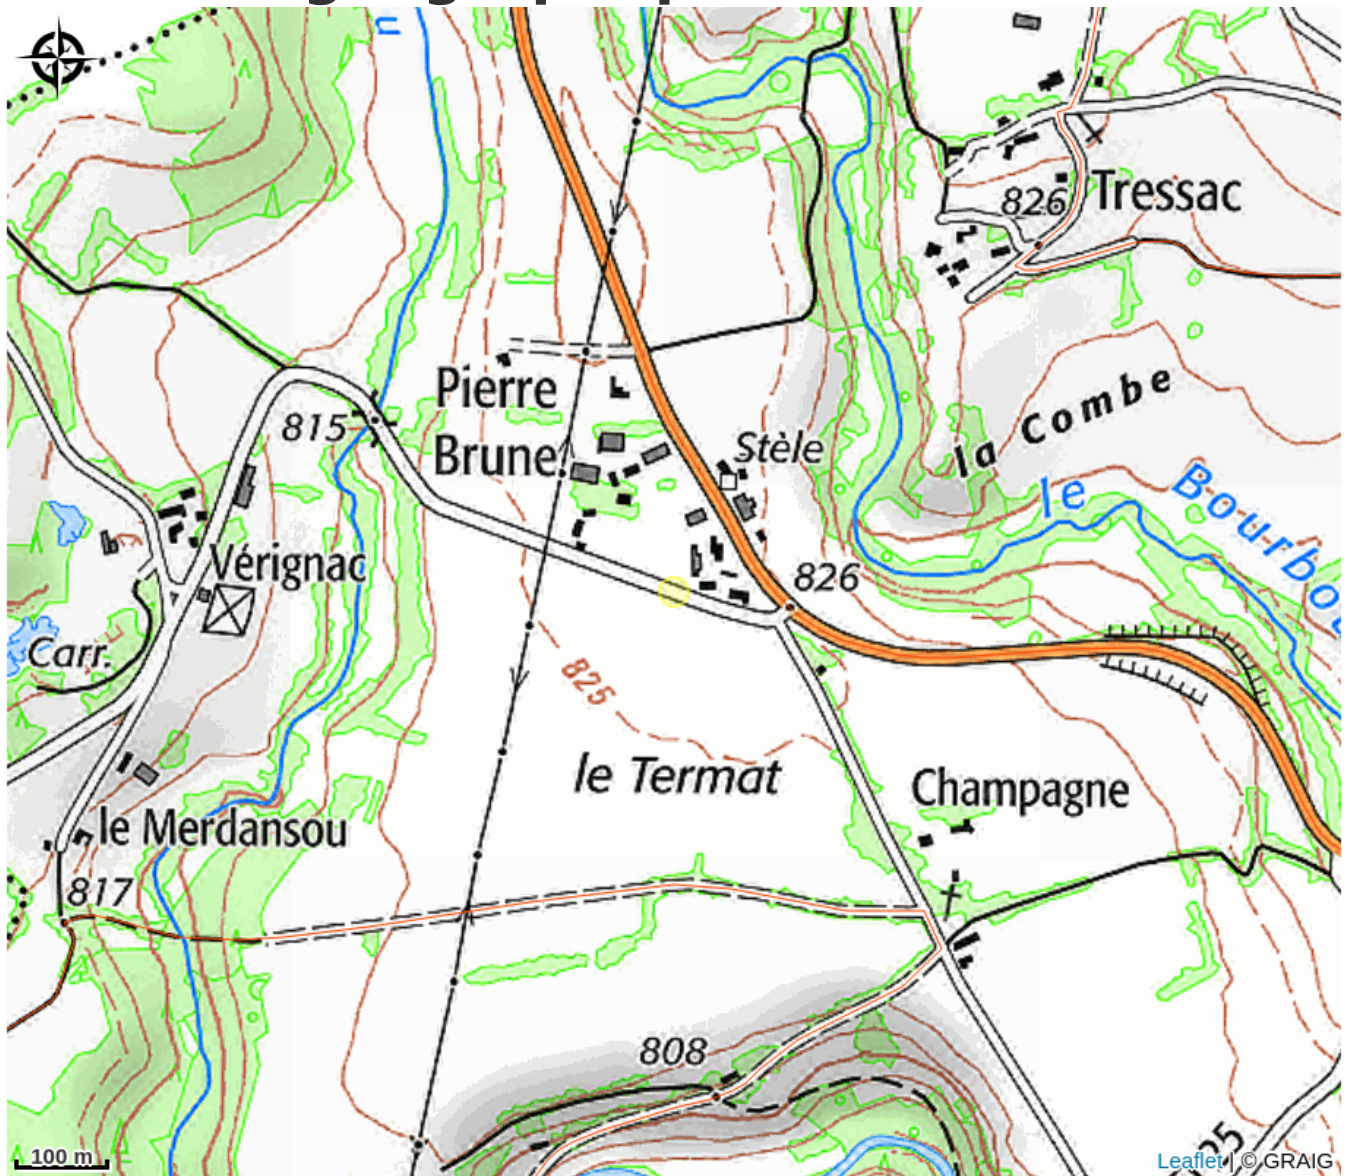 Tressac
826
Pierre
Brune
815
Stèle
la Combe
le Bourbo
Vérignac
826
Carr.
825
le Termat
Champagne
le Merdansou
817
808
25
100 m
Leaflet | © GRAIG